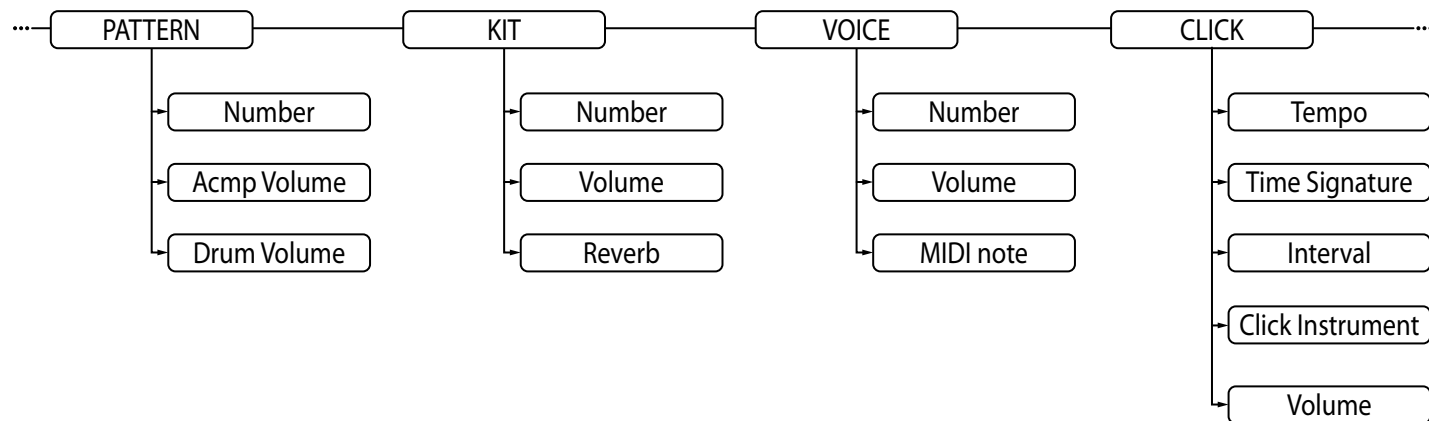 ··· PATTERN KIT VOICE CLICK ···
Number Number Number Tempo
Acmp Volume Volume Volume Time Signature
Drum Volume Reverb MIDI note Interval
Click Instrument
Volume